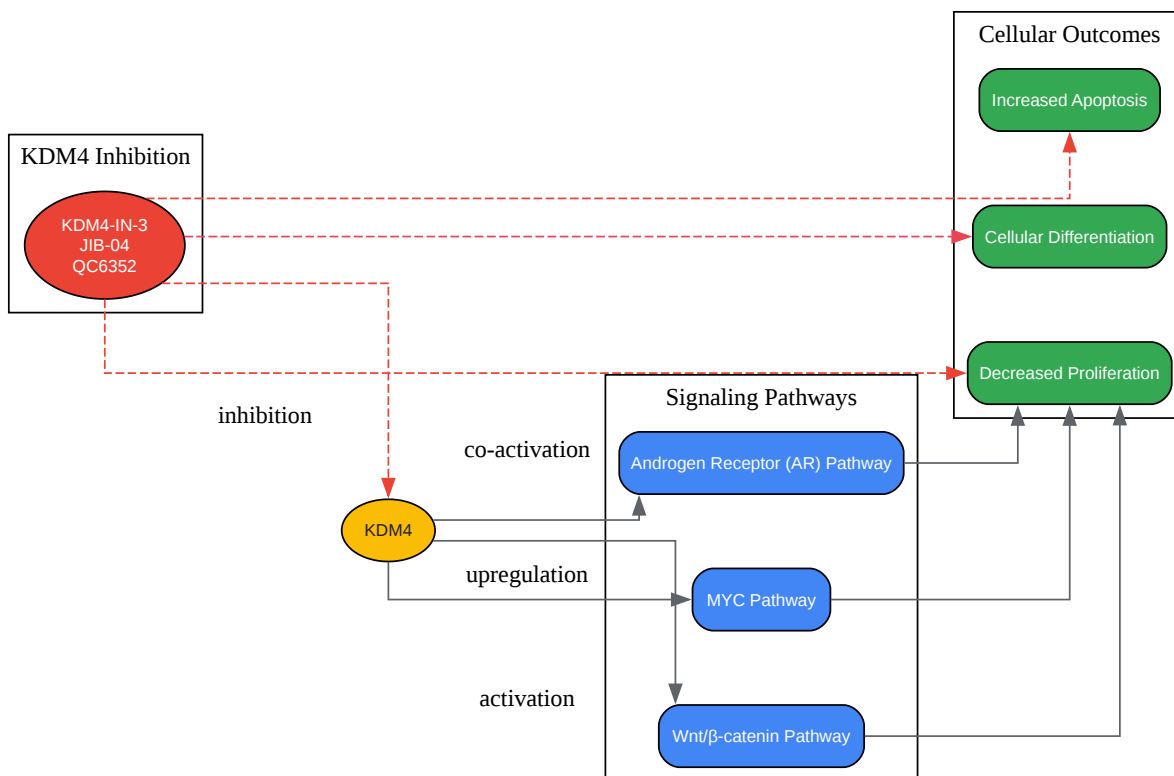 Cellular Outcomes
Increased Apoptosis
KDM4 Inhibition
KDM4-IN-3
JIB-04
QC6352
Cellular Differentiation
Decreased Proliferation
Signaling Pathways
inhibition
co-activation
Androgen Receptor (AR) Pathway
KDM4
upregulation
MYC Pathway
activation
Wnt/β-catenin Pathway